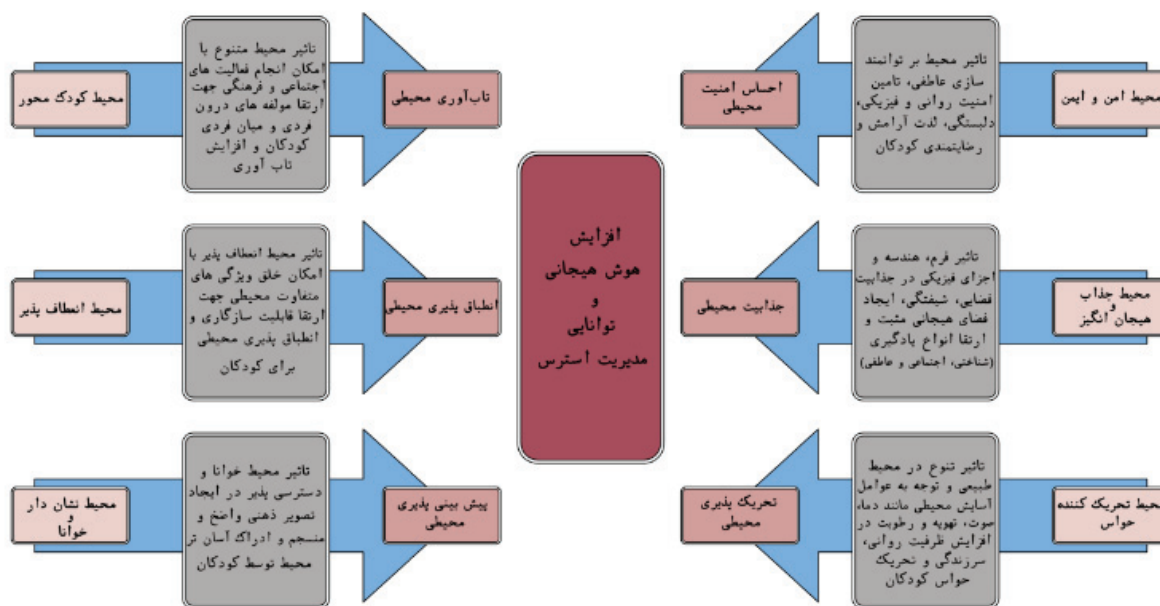 محیط امن و ایمن
تاثیر محیط بر توانمند
سازی عاطفی، تامین
امنیت روانی و فیزیکی،
دلبستگی، لذت آرامش و
رضایتمندی کودکان
احساس امنیت
محیطی
محیط جذاب
و
هیجان انگیز
تاثیر فرم، هندسه و
اجزای فیزیکی در جذابیت
فضایی، شیفتگی، ایجاد
فضای هیجانی مثبت و
ارتقا انواع یادگیری
(شناختی، اجتماعی و عاطفی)
جذابیت محیطی
محیط تحریک کننده
حواس
تاثیر تنوع در محیط
طبیعی و توجه به عوامل
آسایش محیطی مانند دما،
صوت، تهویه و رطوبت در
افزایش ظرفیت روانی،
سرزندگی و تحریک
حواس کودکان
تحریک پذیری
محیطی
افزایش
هوش هیجانی
و
توانایی
مدیریت استرس
تاب‌آوری محیطی
تاثیر محیط متنوع با
امکان انجام فعالیت های
اجتماعی و فرهنگی جهت
ارتقا مولفه های درون
فردی و میان فردی
کودکان و افزایش
تاب آوری
محیط کودک محور
انطباق پذیری محیطی
تاثیر محیط انعطاف پذیر با
امکان خلق ویژگی های
متفاوت محیطی جهت
ارتقا قابلیت سازگاری و
انطباق پذیری محیطی
برای کودکان
محیط انعطاف پذیر
پیش بینی پذیری
محیطی
تاثیر محیط خوانا و
دسترسی پذیر در ایجاد
تصویر ذهنی واضح و
منسجم و ادراک آسان تر
محیط توسط کودکان
محیط نشان دار
و
خوانا